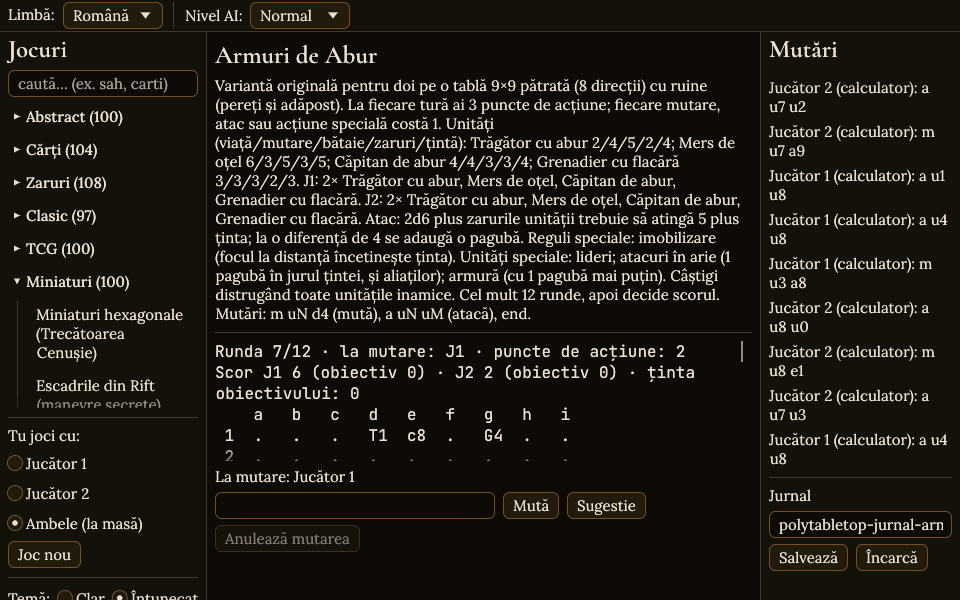 Limbă: Română ▼ Nivel AI: Normal ▼
Jocuri
caută... (ex. sah, carti)
▸ Abstract (100)
▸ Cărți (104)
▸ Zaruri (108)
▸ Clasic (97)
▸ TCG (100)
▾ Miniaturi (100)
Miniaturi hexagonale
(Trecătoarea
Cenușie)
Escadrile din Rift
(manevre secrete)
Tu joci cu:
Jucător 1
Jucător 2
Ambele (la masă)
Joc nou
Temă: Clar Întunecat
Armuri de Abur
Variantă originală pentru doi pe o tablă 9×9 pătrată (8 direcții) cu ruine
(pereți și adăpost). La fiecare tură ai 3 puncte de acțiune; fiecare mutare,
atac sau acțiune specială costă 1. Unități
(viață/mutare/bătaie/zaruri/țintă): Trăgător cu abur 2/4/5/2/4; Mers de
oțel 6/3/5/3/5; Căpitan de abur 4/4/3/3/4; Grenadier cu flacără
3/3/3/2/3. J1: 2× Trăgător cu abur, Mers de oțel, Căpitan de abur,
Grenadier cu flacără. J2: 2× Trăgător cu abur, Mers de oțel, Căpitan de abur,
Grenadier cu flacără. Atac: 2d6 plus zarurile unității trebuie să atingă 5 plus
ținta; la o diferență de 4 se adaugă o pagubă. Reguli speciale: imobilizare
(focul la distanță încetinește ținta). Unități speciale: lideri; atacuri în arie (1
pagubă în jurul țintei, și aliaților); armură (cu 1 pagubă mai puțin). Câștigi
distrugând toate unitățile inamice. Cel mult 12 runde, apoi decide scorul.
Mutări: m uN d4 (mută), a uN uM (atacă), end.
Runda 7/12 · la mutare: J1 · puncte de acțiune: 2
Scor J1 6 (obiectiv 0) · J2 2 (obiectiv 0) · ținta
obiectivului: 0
a b c d e f g h i
1 . . . T1 c8 . G4 . .
2 . . . . . . . . .
La mutare: Jucător 1
Mută Sugestie
Anulează mutarea
Mutări
Jucător 2 (calculator): a
u7 u2
Jucător 2 (calculator): m
u7 a9
Jucător 1 (calculator): a u1
u8
Jucător 1 (calculator): a u4
u8
Jucător 1 (calculator): m
u3 a8
Jucător 2 (calculator): a
u8 u0
Jucător 2 (calculator): m
u8 e1
Jucător 2 (calculator): a
u7 u3
Jucător 1 (calculator): a u4
u8
Jurnal
polytabletop-jurnal-arm
Salvează Încarcă